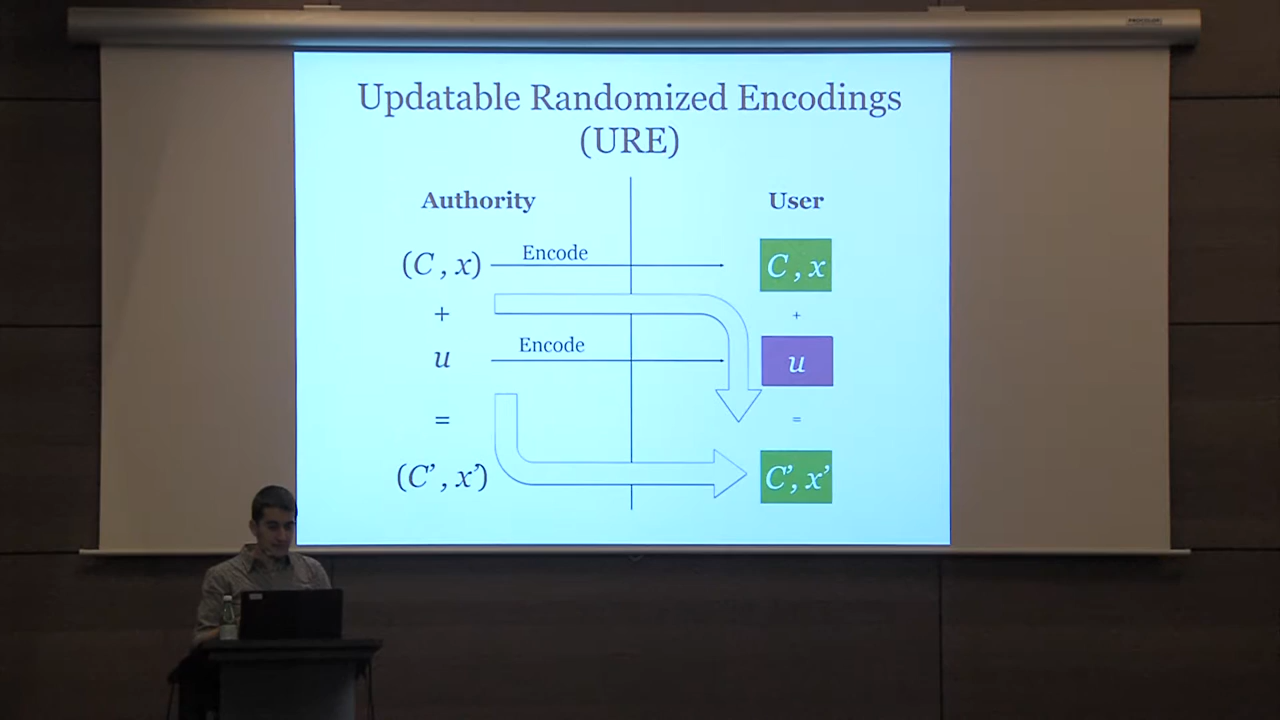 Updatable Randomized Encodings
(URE)
Authority
User
(C , x)
Encode
C , x
+
+
u
Encode
u
=
=
(C’, x’)
C’, x’